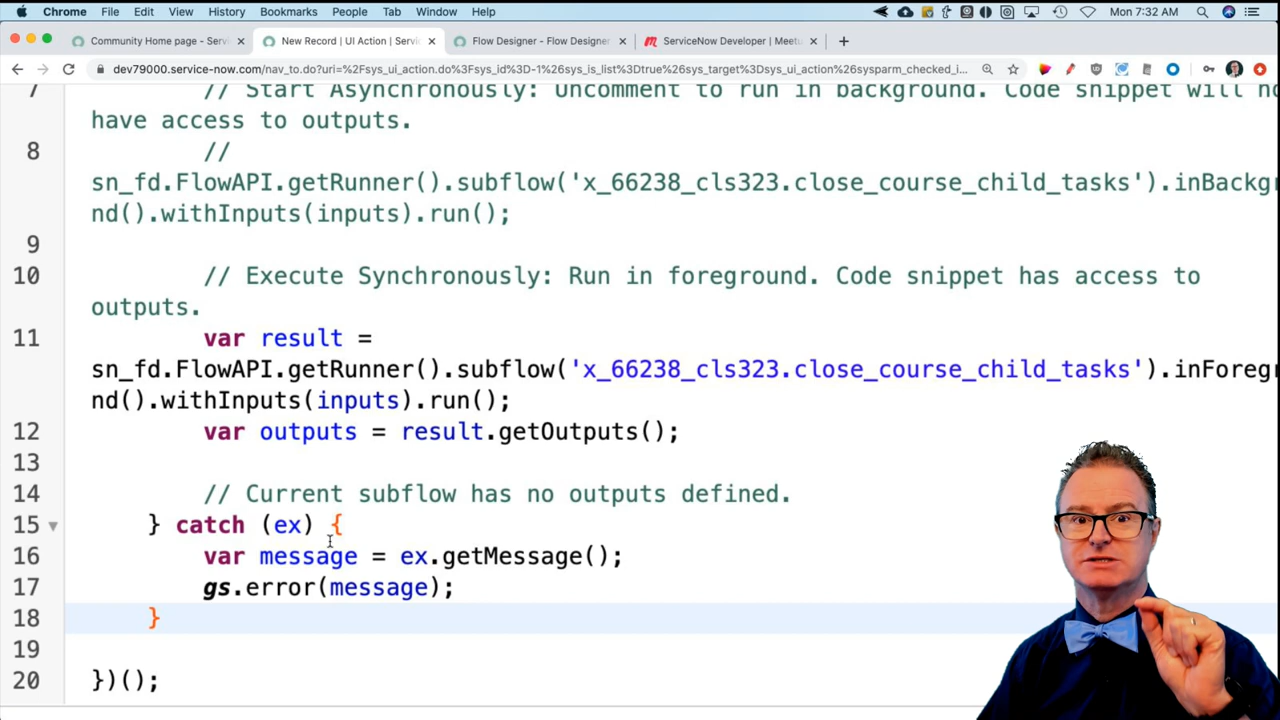 Chrome File Edit View History Bookmarks People Tab Window Help Mon 7:32 AM
Community Home page - Servi New Record | UI Action | Servic Flow Designer - Flow Designer ServiceNow Developer | Meetu
dev79000.service-now.com/nav_to.do?uri=%2Fsys_ui_action.do%3Fsys_id%3D-1%26sys_is_list%3Dtrue%26sys_target%3Dsys_ui_action%26sysparm_checked_i...
7 // Start Asynchronously: Uncomment to run in background. Code snippet will no
have access to outputs.
8 //
sn_fd.FlowAPI.getRunner().subflow('x_66238_cls323.close_course_child_tasks').inBackg
nd().withInputs(inputs).run();
9
10 // Execute Synchronously: Run in foreground. Code snippet has access to
outputs.
11 var result =
sn_fd.FlowAPI.getRunner().subflow('x_66238_cls323.close_course_child_tasks').inForeg
nd().withInputs(inputs).run();
12 var outputs = result.getOutputs();
13
14 // Current subflow has no outputs defined.
15 } catch (ex) {
16 var message = ex.getMessage();
17 gs.error(message);
18 }
19
20 })();